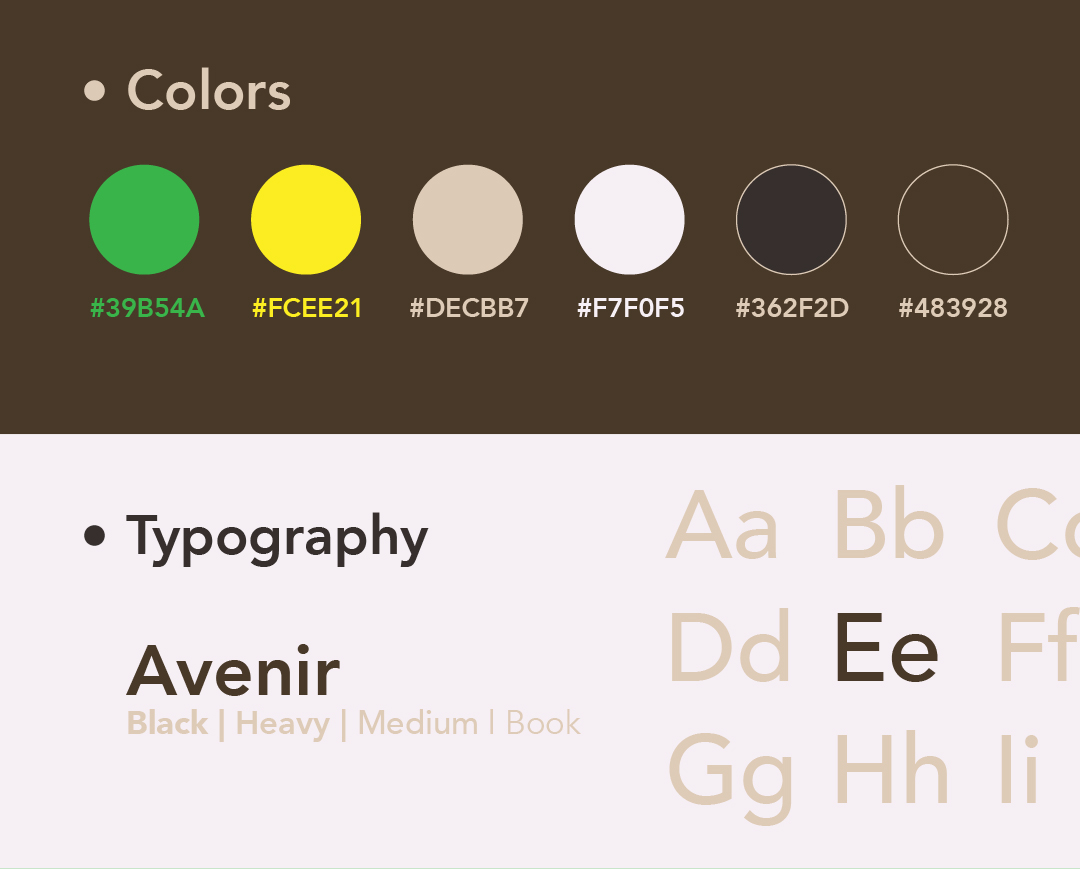 • Colors
#39B54A #FCEE21 #DECBB7 #F7F0F5 #362F2D #483928
• Typography
Avenir
Black | Heavy | Medium | Book
Aa Bb Cc
Dd Ee Ff
Gg Hh Ii